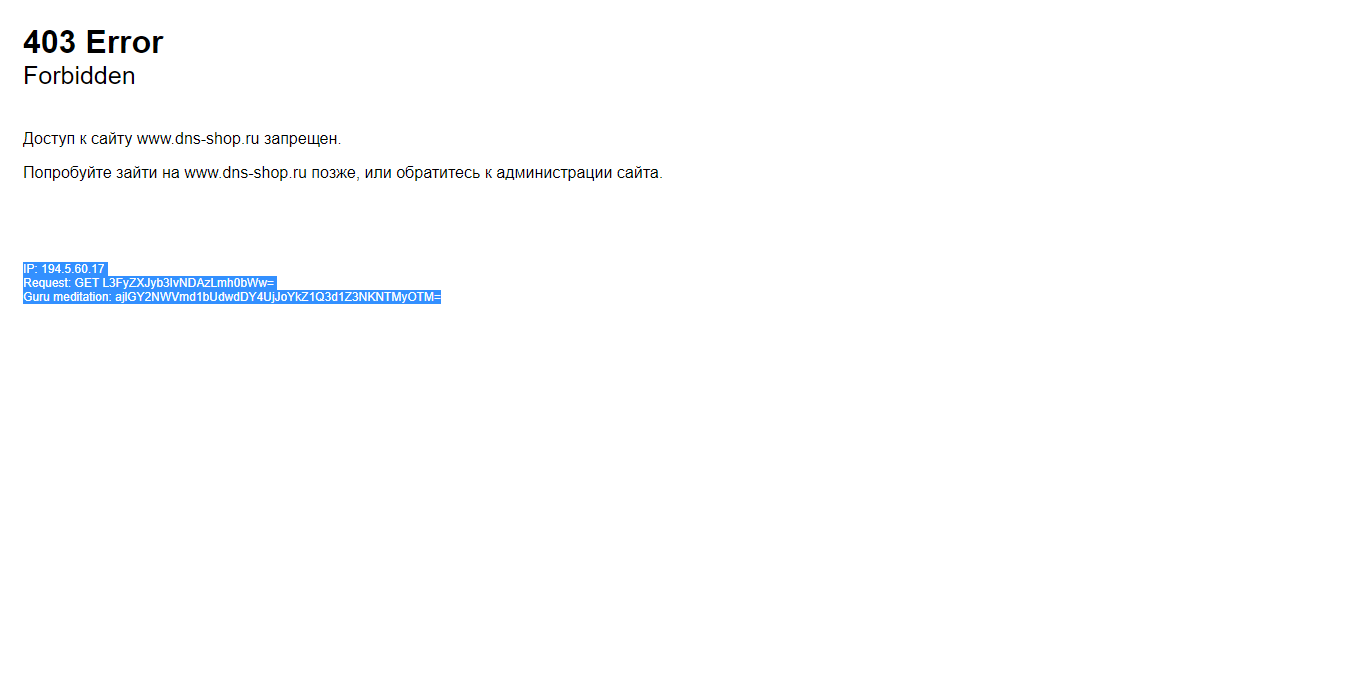 403 Error
Forbidden
Доступ к сайту www.dns-shop.ru запрещен.
Попробуйте зайти на www.dns-shop.ru позже, или обратитесь к администрации сайта.
IP: 194.5.60.17
Request: GET L3FyZXJyb3IvNDAzLmh0bWw=
Guru meditation: ajlGY2NWVmd1bUdwdDY4UjJoYkZ1Q3d1Z3NKNTMyOTM=